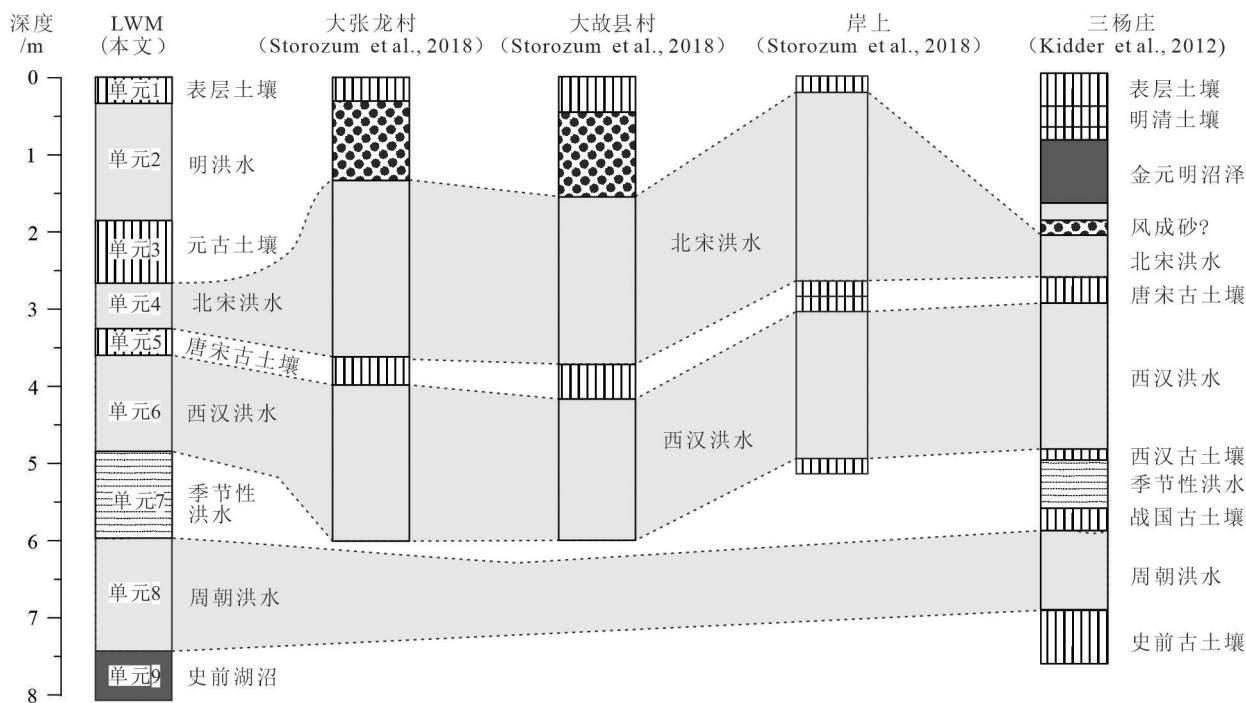 深度
/m
LWM
(本文)
大张龙村
(Storozum et al., 2018)
大故县村
(Storozum et al., 2018)
岸上
(Storozum et al., 2018)
三杨庄
(Kidder et al., 2012)
0
1
2
3
4
5
6
7
8
单元1
单元2
单元3
单元4
单元5
单元6
单元7
单元8
单元9
表层土壤
明洪水
元古土壤
北宋洪水
唐宋古土壤
西汉洪水
季节性
洪水
周朝洪水
史前湖沼
北宋洪水
西汉洪水
表层土壤
明清土壤
金元明沼泽
风成砂?
北宋洪水
唐宋古土壤
西汉洪水
西汉古土壤
季节性洪水
战国古土壤
周朝洪水
史前古土壤